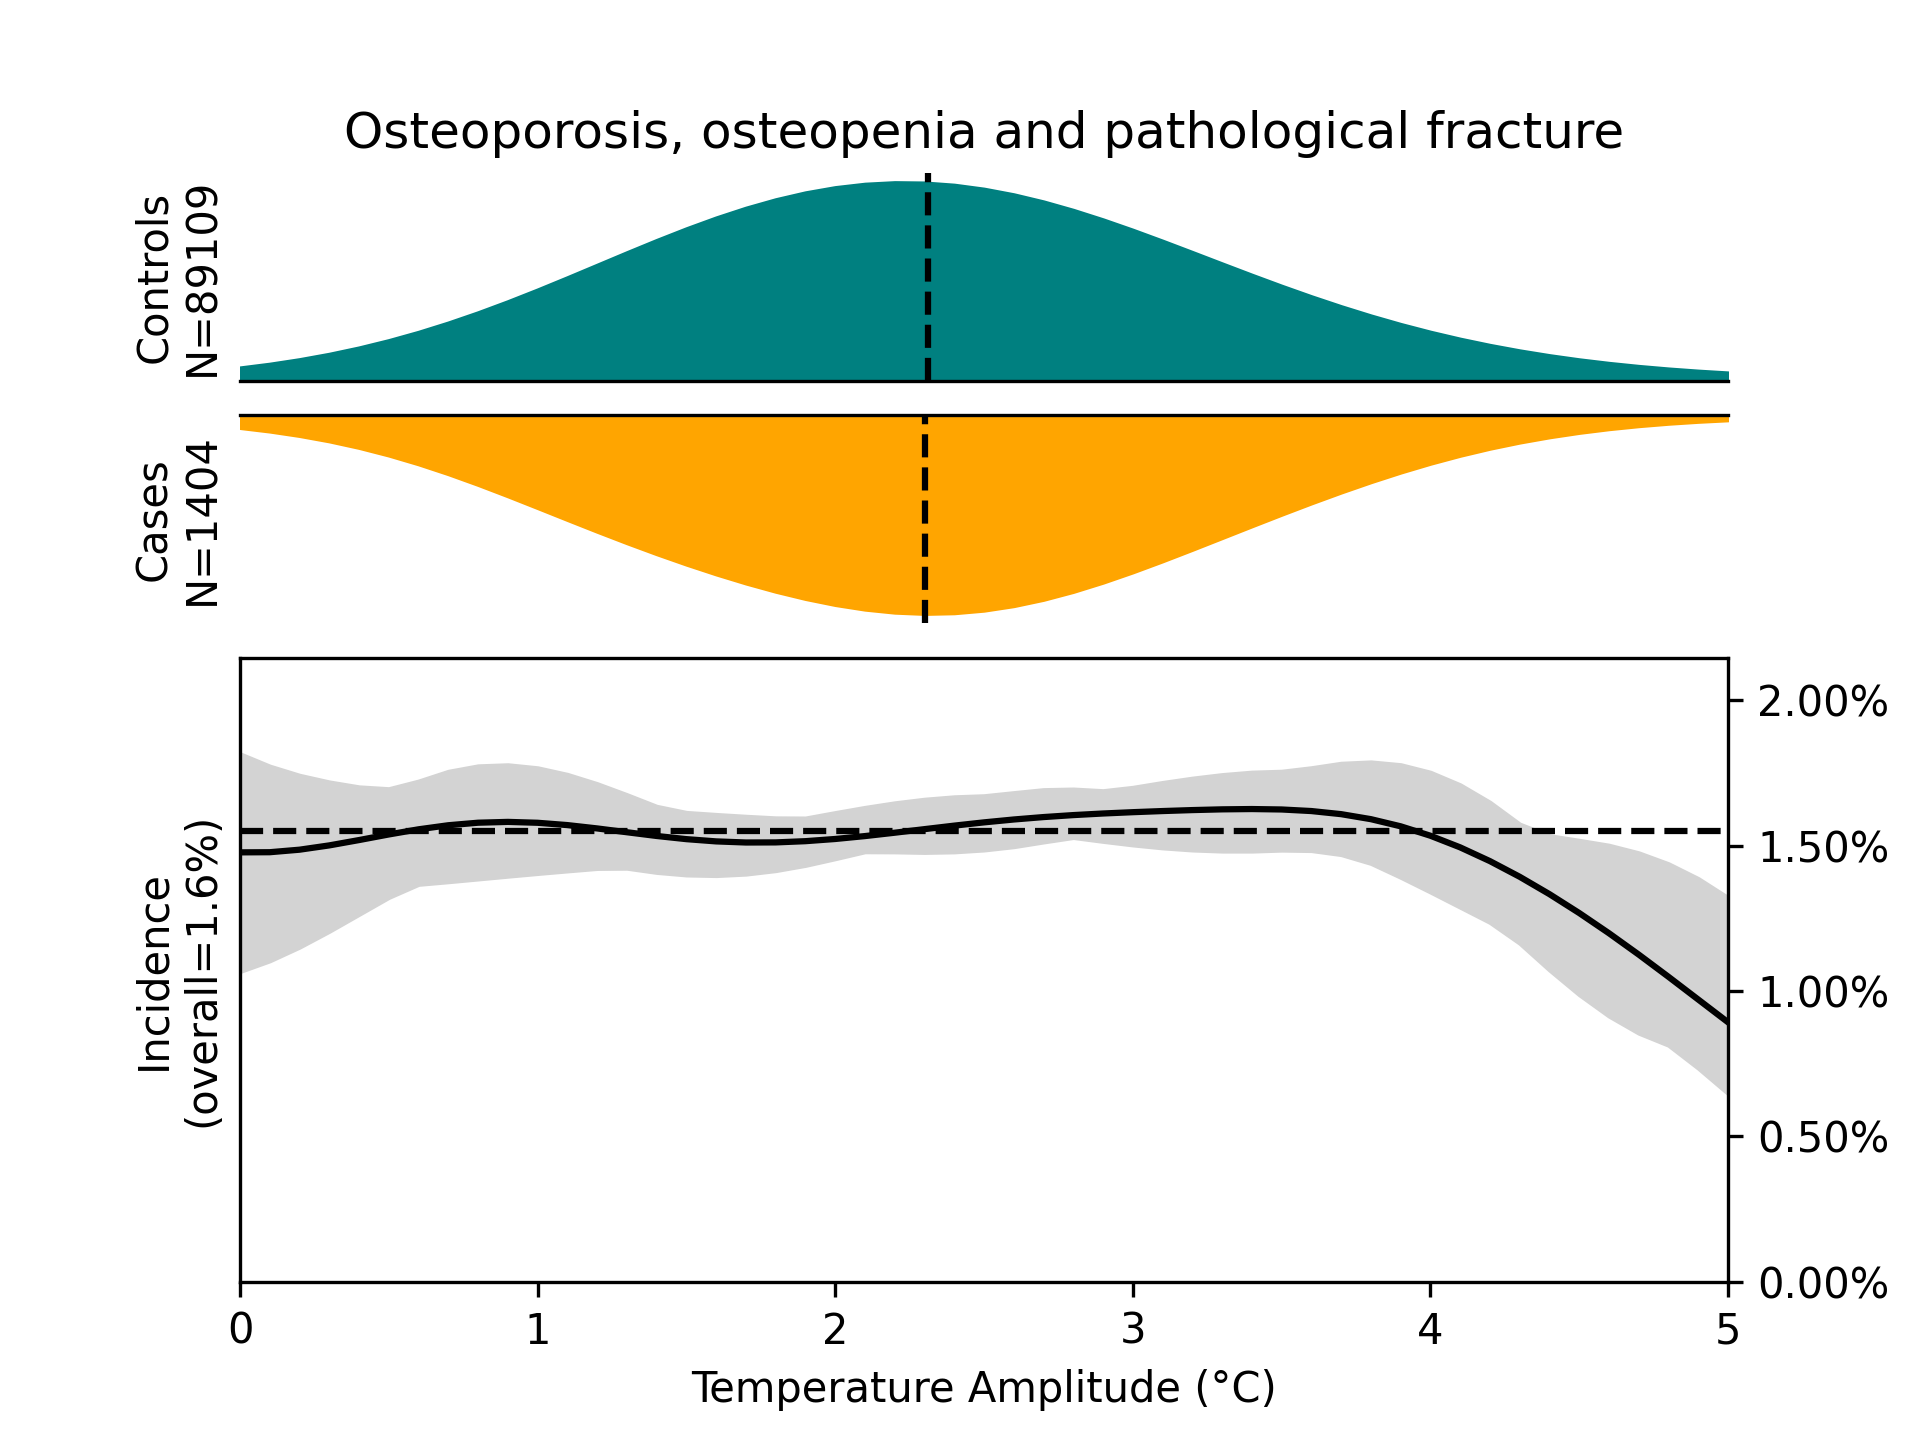 Osteoporosis, osteopenia and pathological fracture
Controls
N=89109
Cases
N=1404
Incidence
(overall=1.6%)
2.00%
1.50%
1.00%
0.50%
0.00%
0 1 2 3 4 5
Temperature Amplitude (°C)